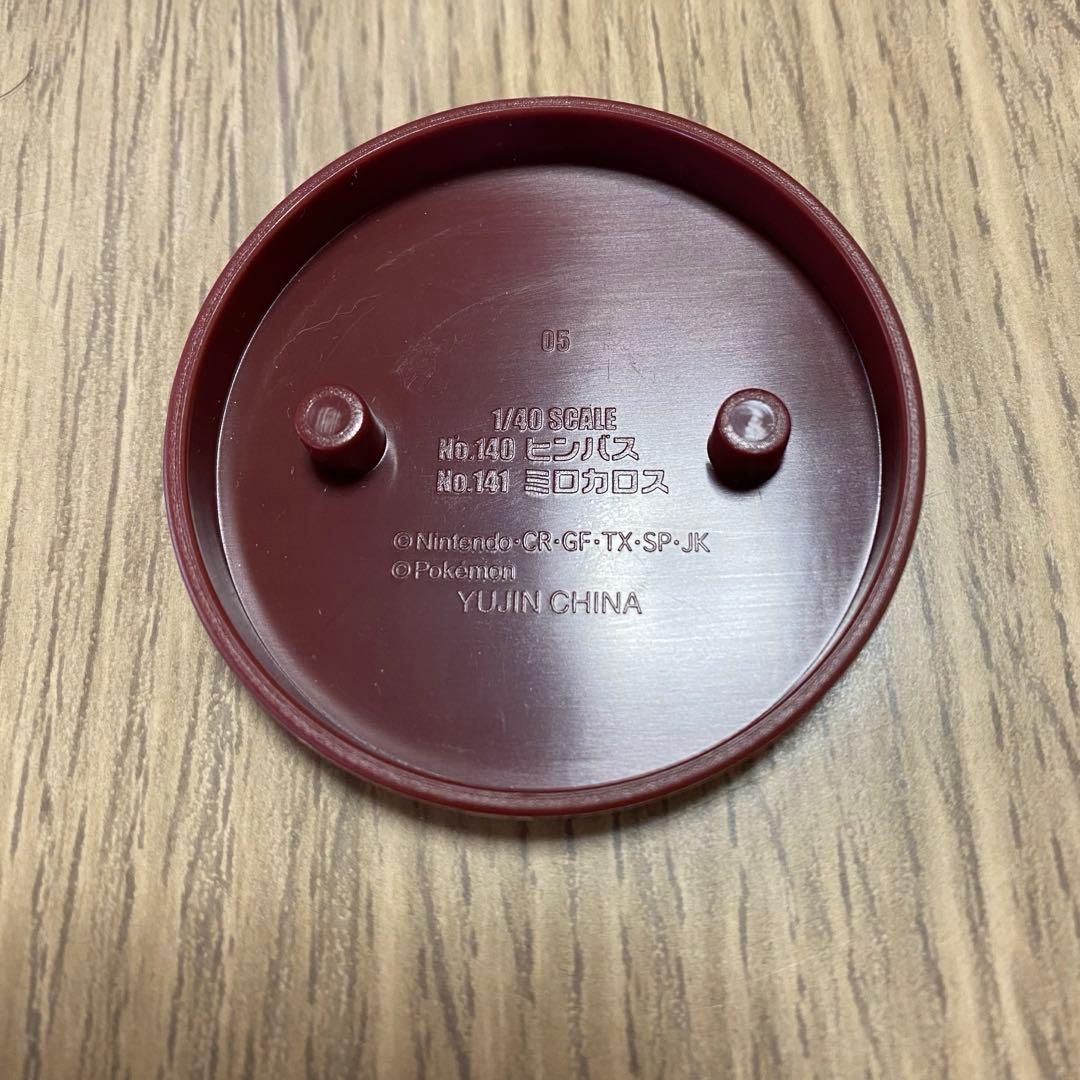 05
1/40 SCALE
No.140 ヒンバス
No.141 ミロカロス
©Nintendo・CR・GF・TX・SP・JK
©Pokémon
YUJIN CHINA